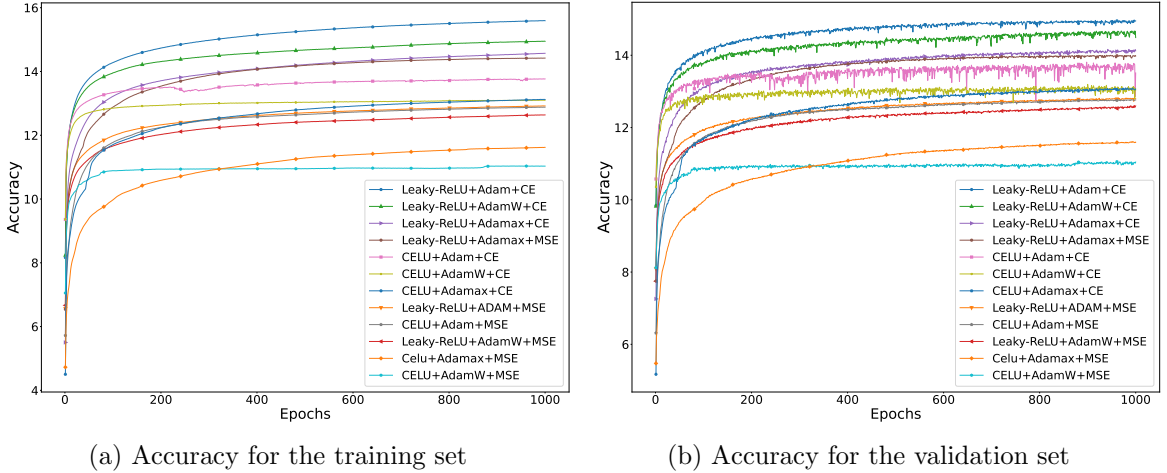 16
14
12
10
8
6
4
Accuracy
0 200 400 600 800 1000
Epochs
Leaky-ReLU+Adam+CE
Leaky-ReLU+AdamW+CE
Leaky-ReLU+Adamax+CE
Leaky-ReLU+Adamax+MSE
CELU+Adam+CE
CELU+AdamW+CE
CELU+Adamax+CE
Leaky-ReLU+ADAM+MSE
CELU+Adam+MSE
Leaky-ReLU+AdamW+MSE
Celu+Adamax+MSE
CELU+AdamW+MSE
(a) Accuracy for the training set
14
12
10
8
6
Accuracy
0 200 400 600 800 1000
Epochs
Leaky-ReLU+Adam+CE
Leaky-ReLU+AdamW+CE
Leaky-ReLU+Adamax+CE
Leaky-ReLU+Adamax+MSE
CELU+Adam+CE
CELU+AdamW+CE
CELU+Adamax+CE
Leaky-ReLU+ADAM+MSE
CELU+Adam+MSE
Leaky-ReLU+AdamW+MSE
Celu+Adamax+MSE
CELU+AdamW+MSE
(b) Accuracy for the validation set